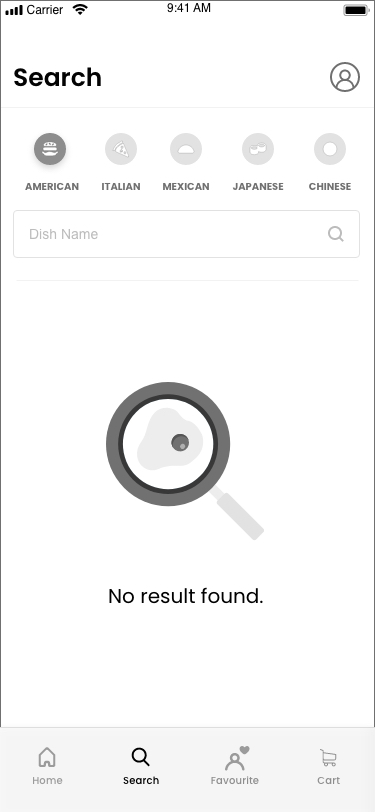 Carrier 9:41 AM
Search
AMERICAN ITALIAN MEXICAN JAPANESE CHINESE
Dish Name
No result found.
Home Search Favourite Cart